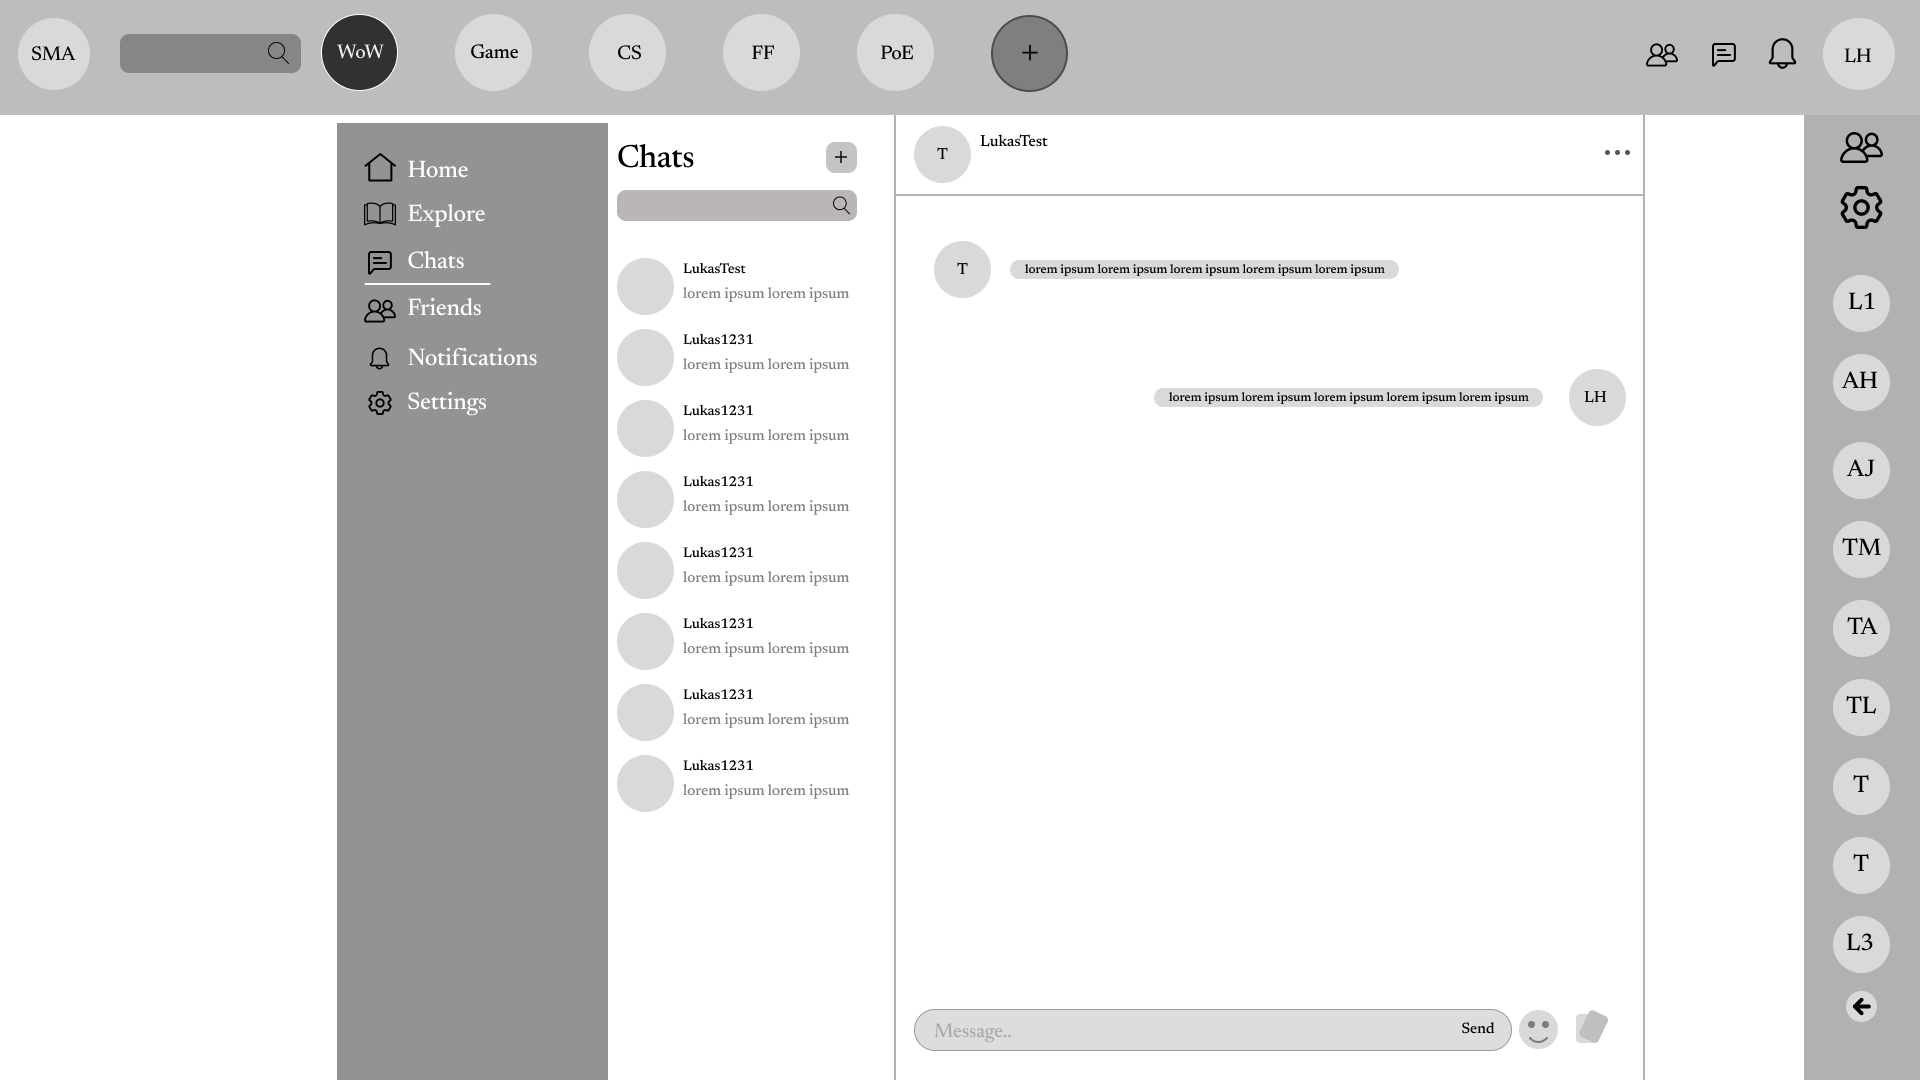 SMA
WoW
Game
CS
FF
PoE
+
LH
Home
Explore
Chats
Friends
Notifications
Settings
Chats
+
LukasTest
lorem ipsum lorem ipsum
Lukas1231
lorem ipsum lorem ipsum
Lukas1231
lorem ipsum lorem ipsum
Lukas1231
lorem ipsum lorem ipsum
Lukas1231
lorem ipsum lorem ipsum
Lukas1231
lorem ipsum lorem ipsum
Lukas1231
lorem ipsum lorem ipsum
Lukas1231
lorem ipsum lorem ipsum
T
LukasTest
T
lorem ipsum lorem ipsum lorem ipsum lorem ipsum lorem ipsum
lorem ipsum lorem ipsum lorem ipsum lorem ipsum lorem ipsum
LH
Message..
Send
L1
AH
AJ
TM
TA
TL
T
T
L3